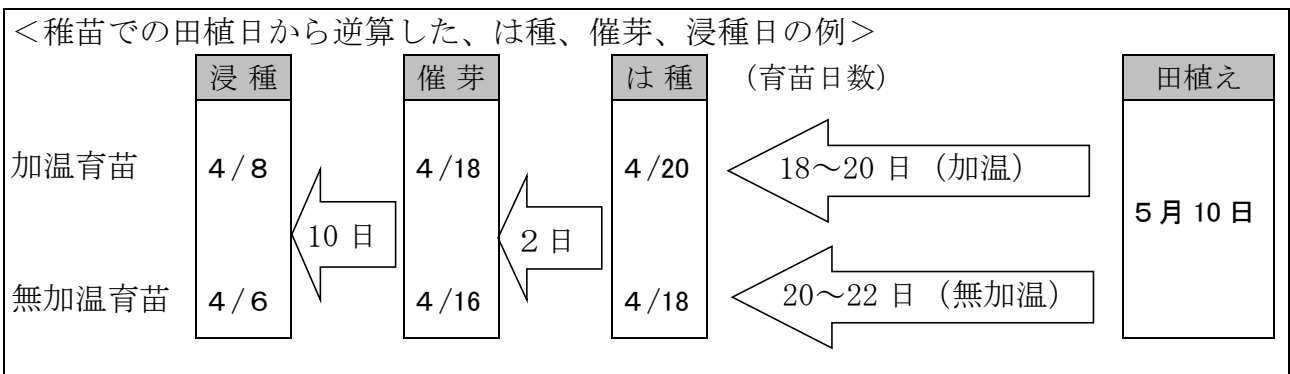 ＜稚苗での田植日から逆算した、は種、催芽、浸種日の例＞
浸 種 催 芽 は 種 （育苗日数） 田植え
加温育苗 4/8 4/18 4/20 18～20 日（加温）
10 日 2 日 5月 10 日
無加温育苗 4/6 4/16 4/18 20～22 日（無加温）